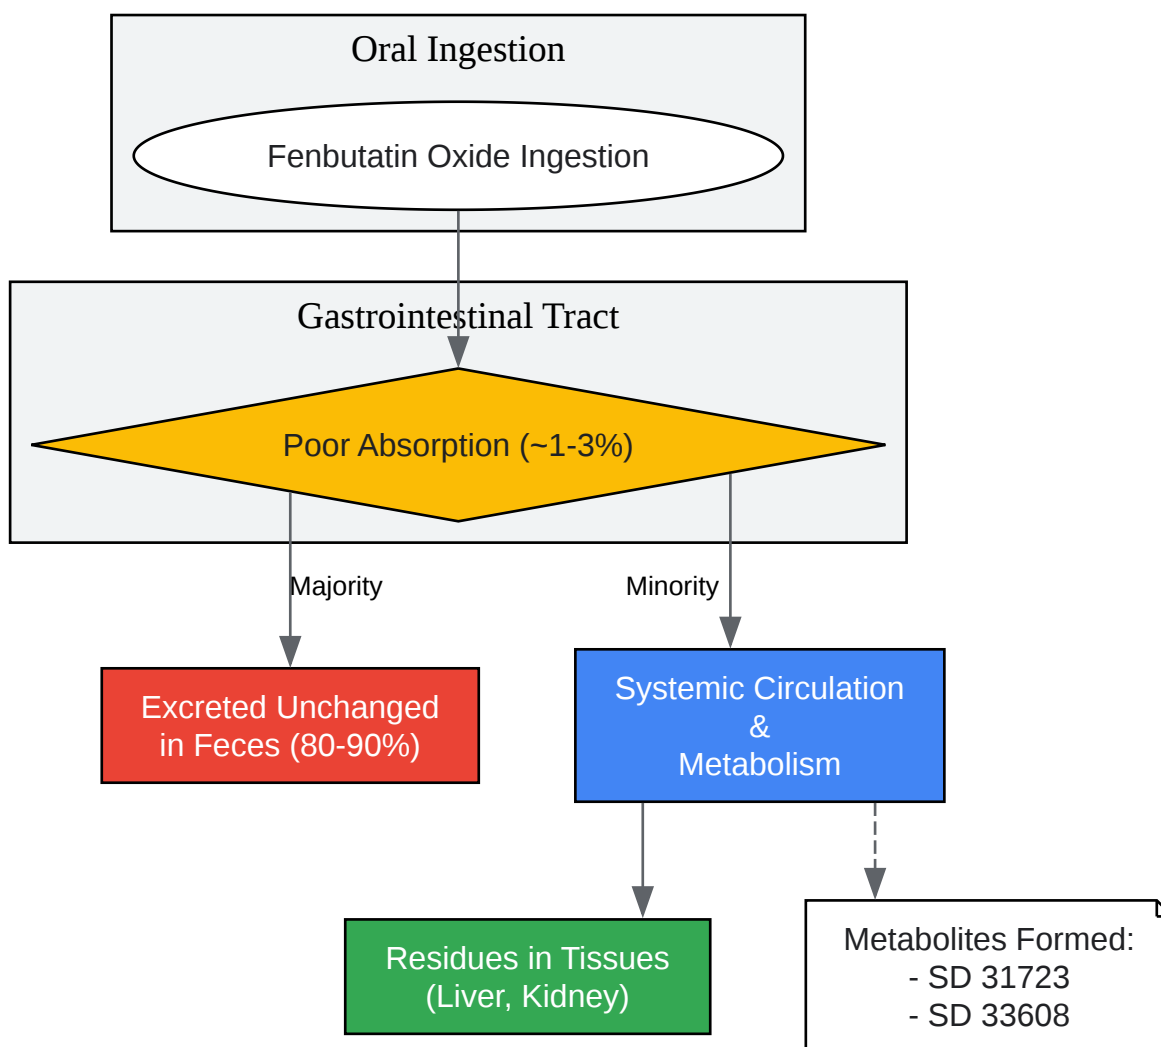 Oral Ingestion
Fenbutatin Oxide Ingestion
Gastrointestinal Tract
Poor Absorption (~1-3%)
Majority
Minority
Excreted Unchanged
in Feces (80-90%)
Systemic Circulation
&
Metabolism
Residues in Tissues
(Liver, Kidney)
Metabolites Formed:
- SD 31723
- SD 33608